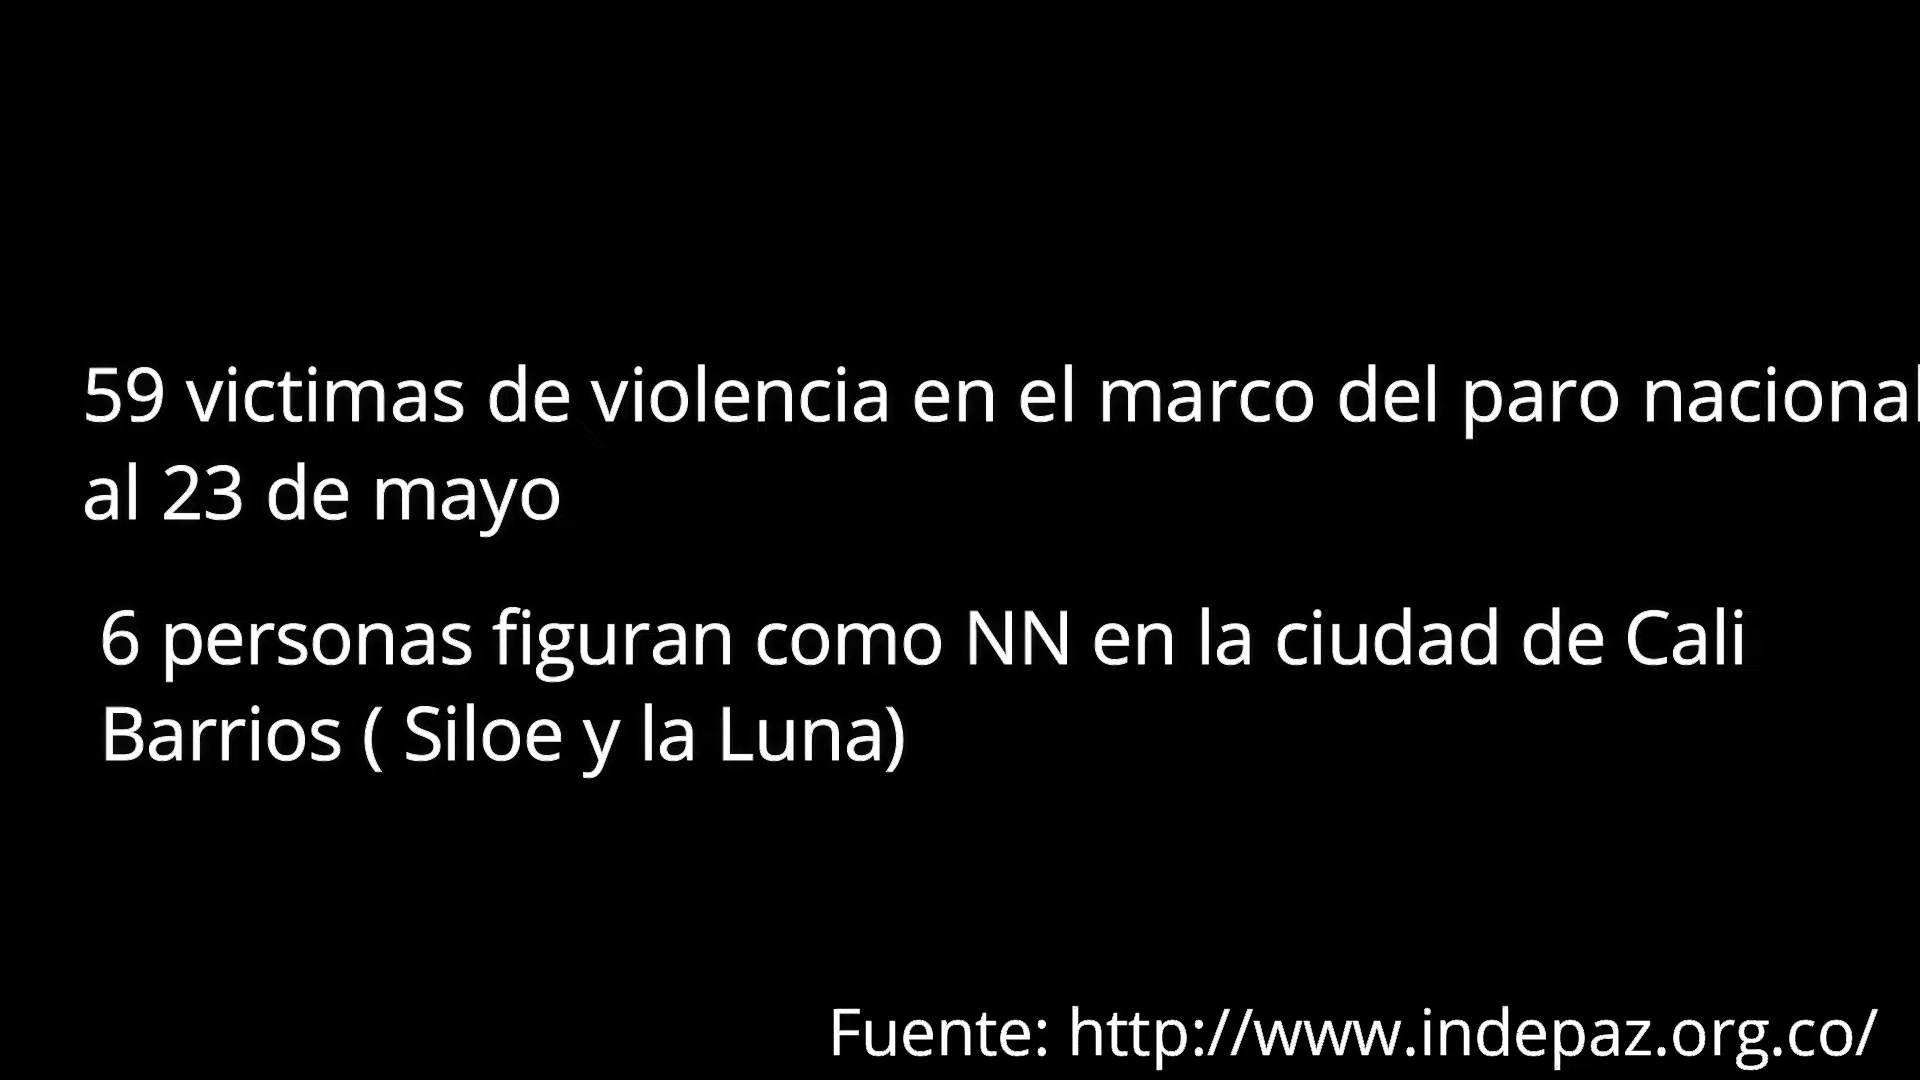 59 victimas de violencia en el marco del paro nacional
al 23 de mayo
6 personas figuran como NN en la ciudad de Cali
Barrios ( Siloe y la Luna)
Fuente: http://www.indepaz.org.co/